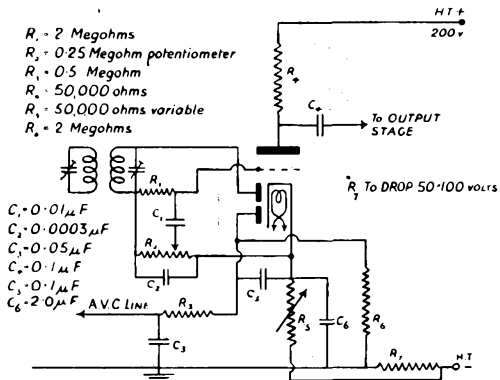 R₁ = 2 Megohms
R₂ = 0·25 Megohm potentiometer
R₃ = 0·5 Megohm
R₄ = 50,000 ohms
R₅ = 50,000 ohms variable
R₆ = 2 Megohms
H.T +
200 v
R₄
C₄
To OUTPUT
STAGE
R₁
C₁
R₇ To DROP 50-100 VOLTS
C₁=0·01μF
C₂=0·0003μF
C₃=0·05μF
C₄=0·1μF
C₅=0·1μF
C₆=2·0μF
R₂
C₂
A.V.C LINE
R₃
C₅
C₃
R₅
C₆
R₆
R₇
H.T
-